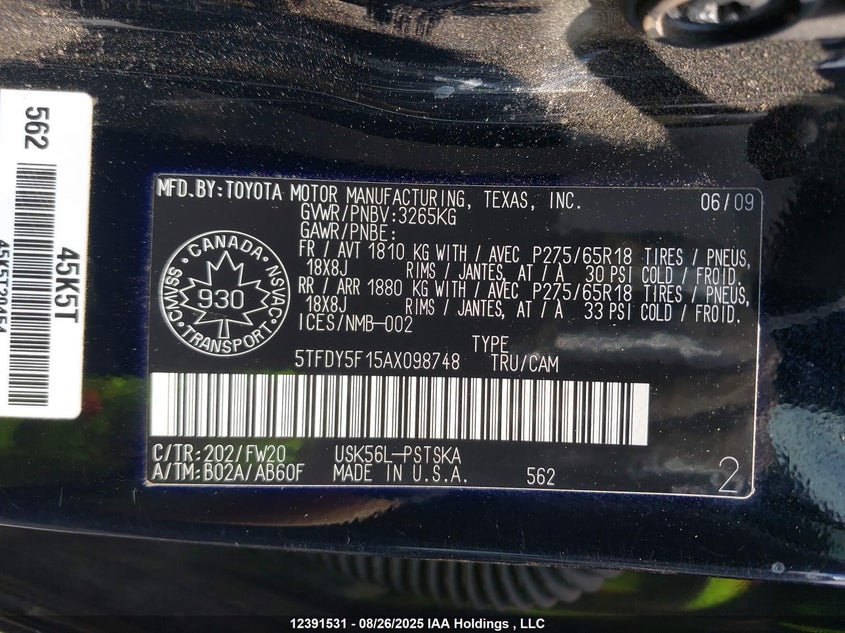 562
45K5T
MFD.BY:TOYOTA MOTOR MANUFACTURING, TEXAS, INC. 06/09
GVWR/PNBV:3265KG
GAWR/PNBE:
FR / AVT 1810 KG WITH / AVEC P275/65R18 TIRES / PNEUS,
18X8J RIMS / JANTES, AT / A 30 PSI COLD / FROID.
RR / ARR 1880 KG WITH / AVEC P275/65R18 TIRES / PNEUS,
18X8J RIMS / JANTES, AT / A 33 PSI COLD / FROID.
ICES/NMB-002
CANADA
CMVSS NSVAC
930
TRANSPORT
TYPE
5TFDY5F15AX098748 TRU/CAM
C/TR:202/FW20 USK56L-PSTSKA
A/TM:B02A/AB60F MADE IN U.S.A. 562
2
12391531 - 08/26/2025 IAA Holdings , LLC